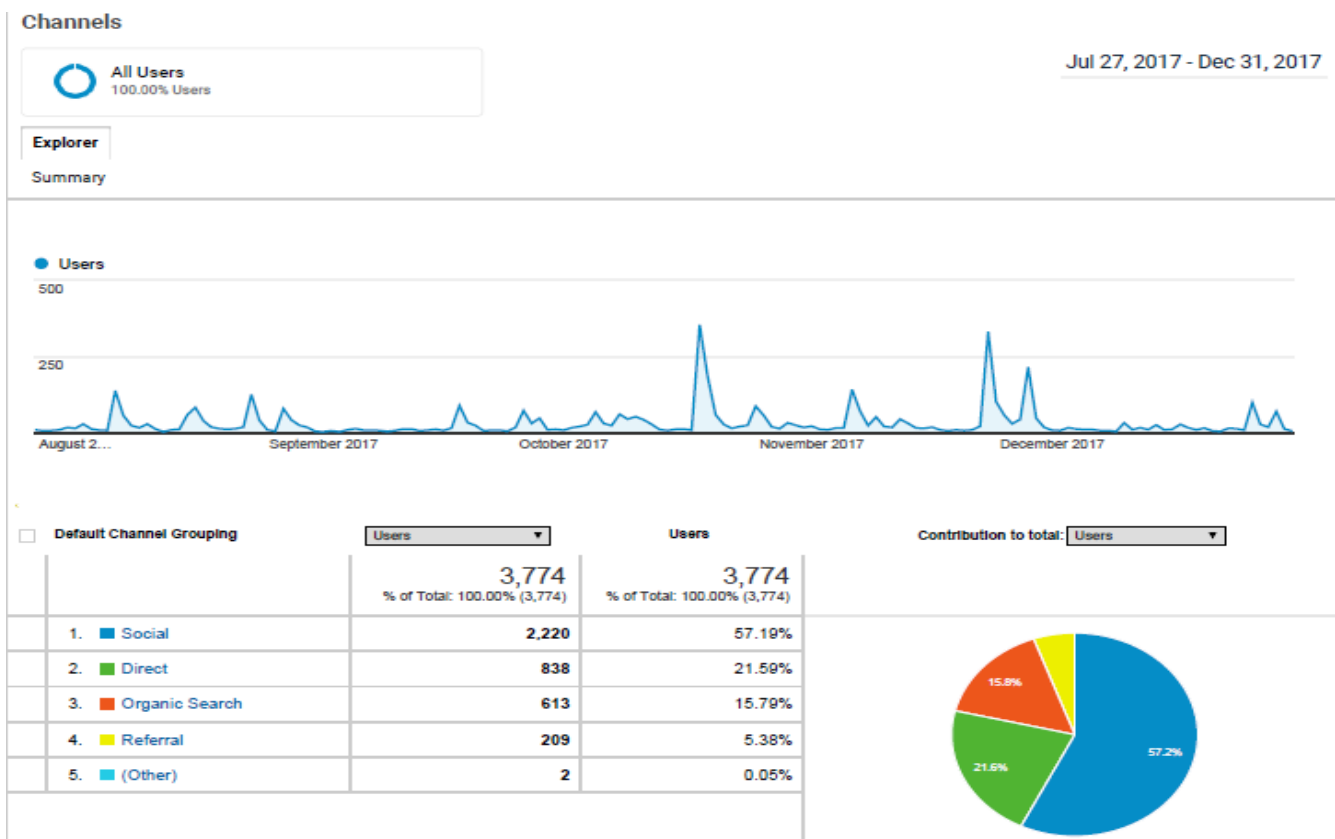 Channels
All Users
100.00% Users
Jul 27, 2017 - Dec 31, 2017
Explorer
Summary
Users
500
250
August 2...
September 2017
October 2017
November 2017
December 2017
Default Channel Grouping
Users
Users
Contribution to total: Users
3,774
% of Total: 100.00% (3,774)
3,774
% of Total: 100.00% (3,774)
1. Social 2,220 57.19%
2. Direct 838 21.59%
3. Organic Search 613 15.79%
4. Referral 209 5.38%
5. (Other) 2 0.05%
15.8%
57.2%
21.6%